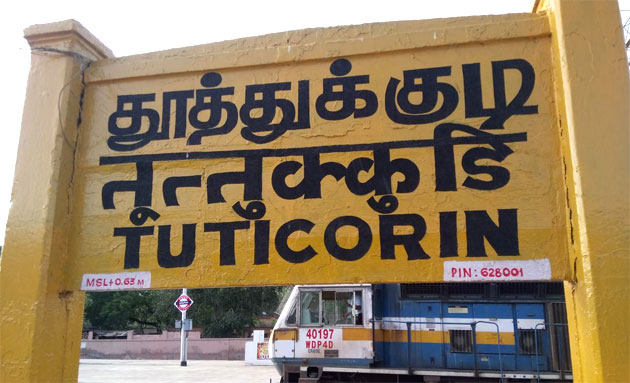 தூத்துக்குடி
तूत्तुक्कुडि
TUTICORIN
MSL+0.63 M
PIN: 628001
40197
WDP4D